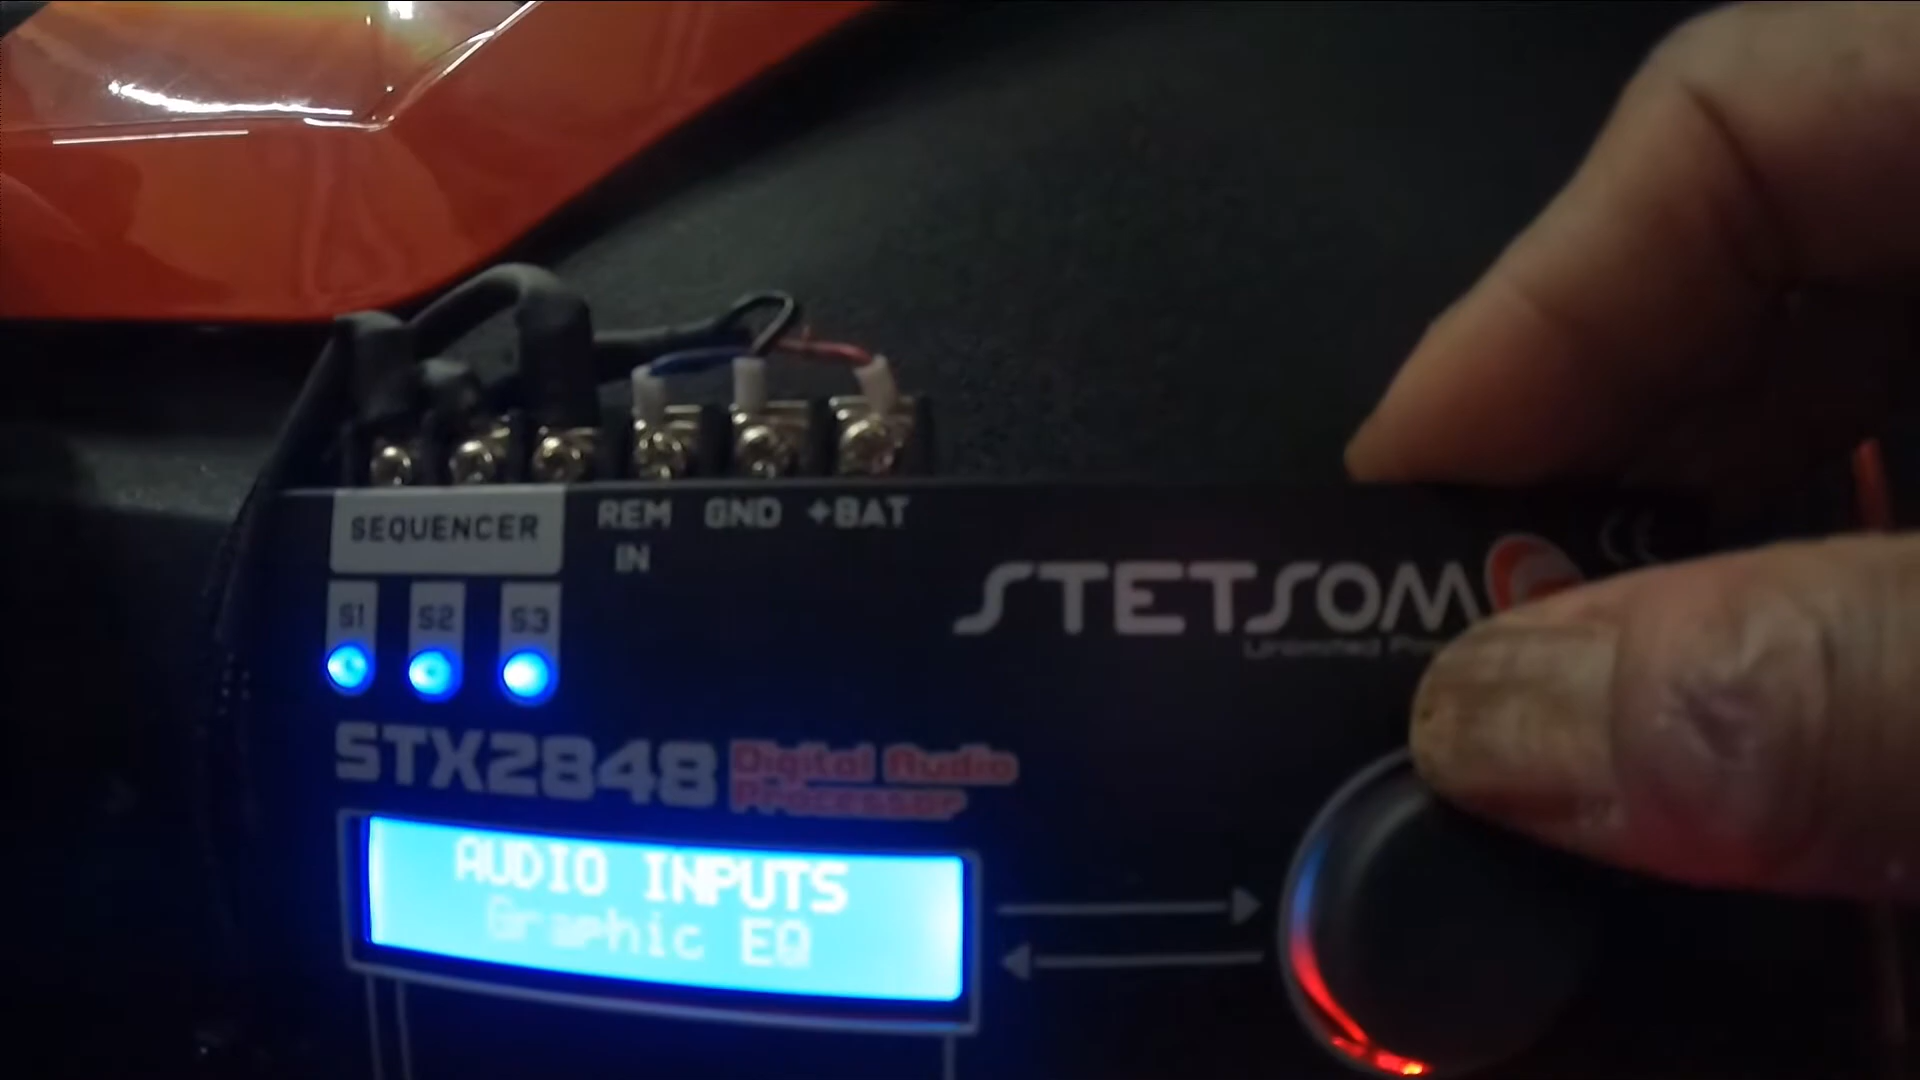 SEQUENCER
REM GND +BAT
IN
S1 S2 S3
STETSOM
STX2848 Digital Audio
Processor
AUDIO INPUTS
Graphic EQ